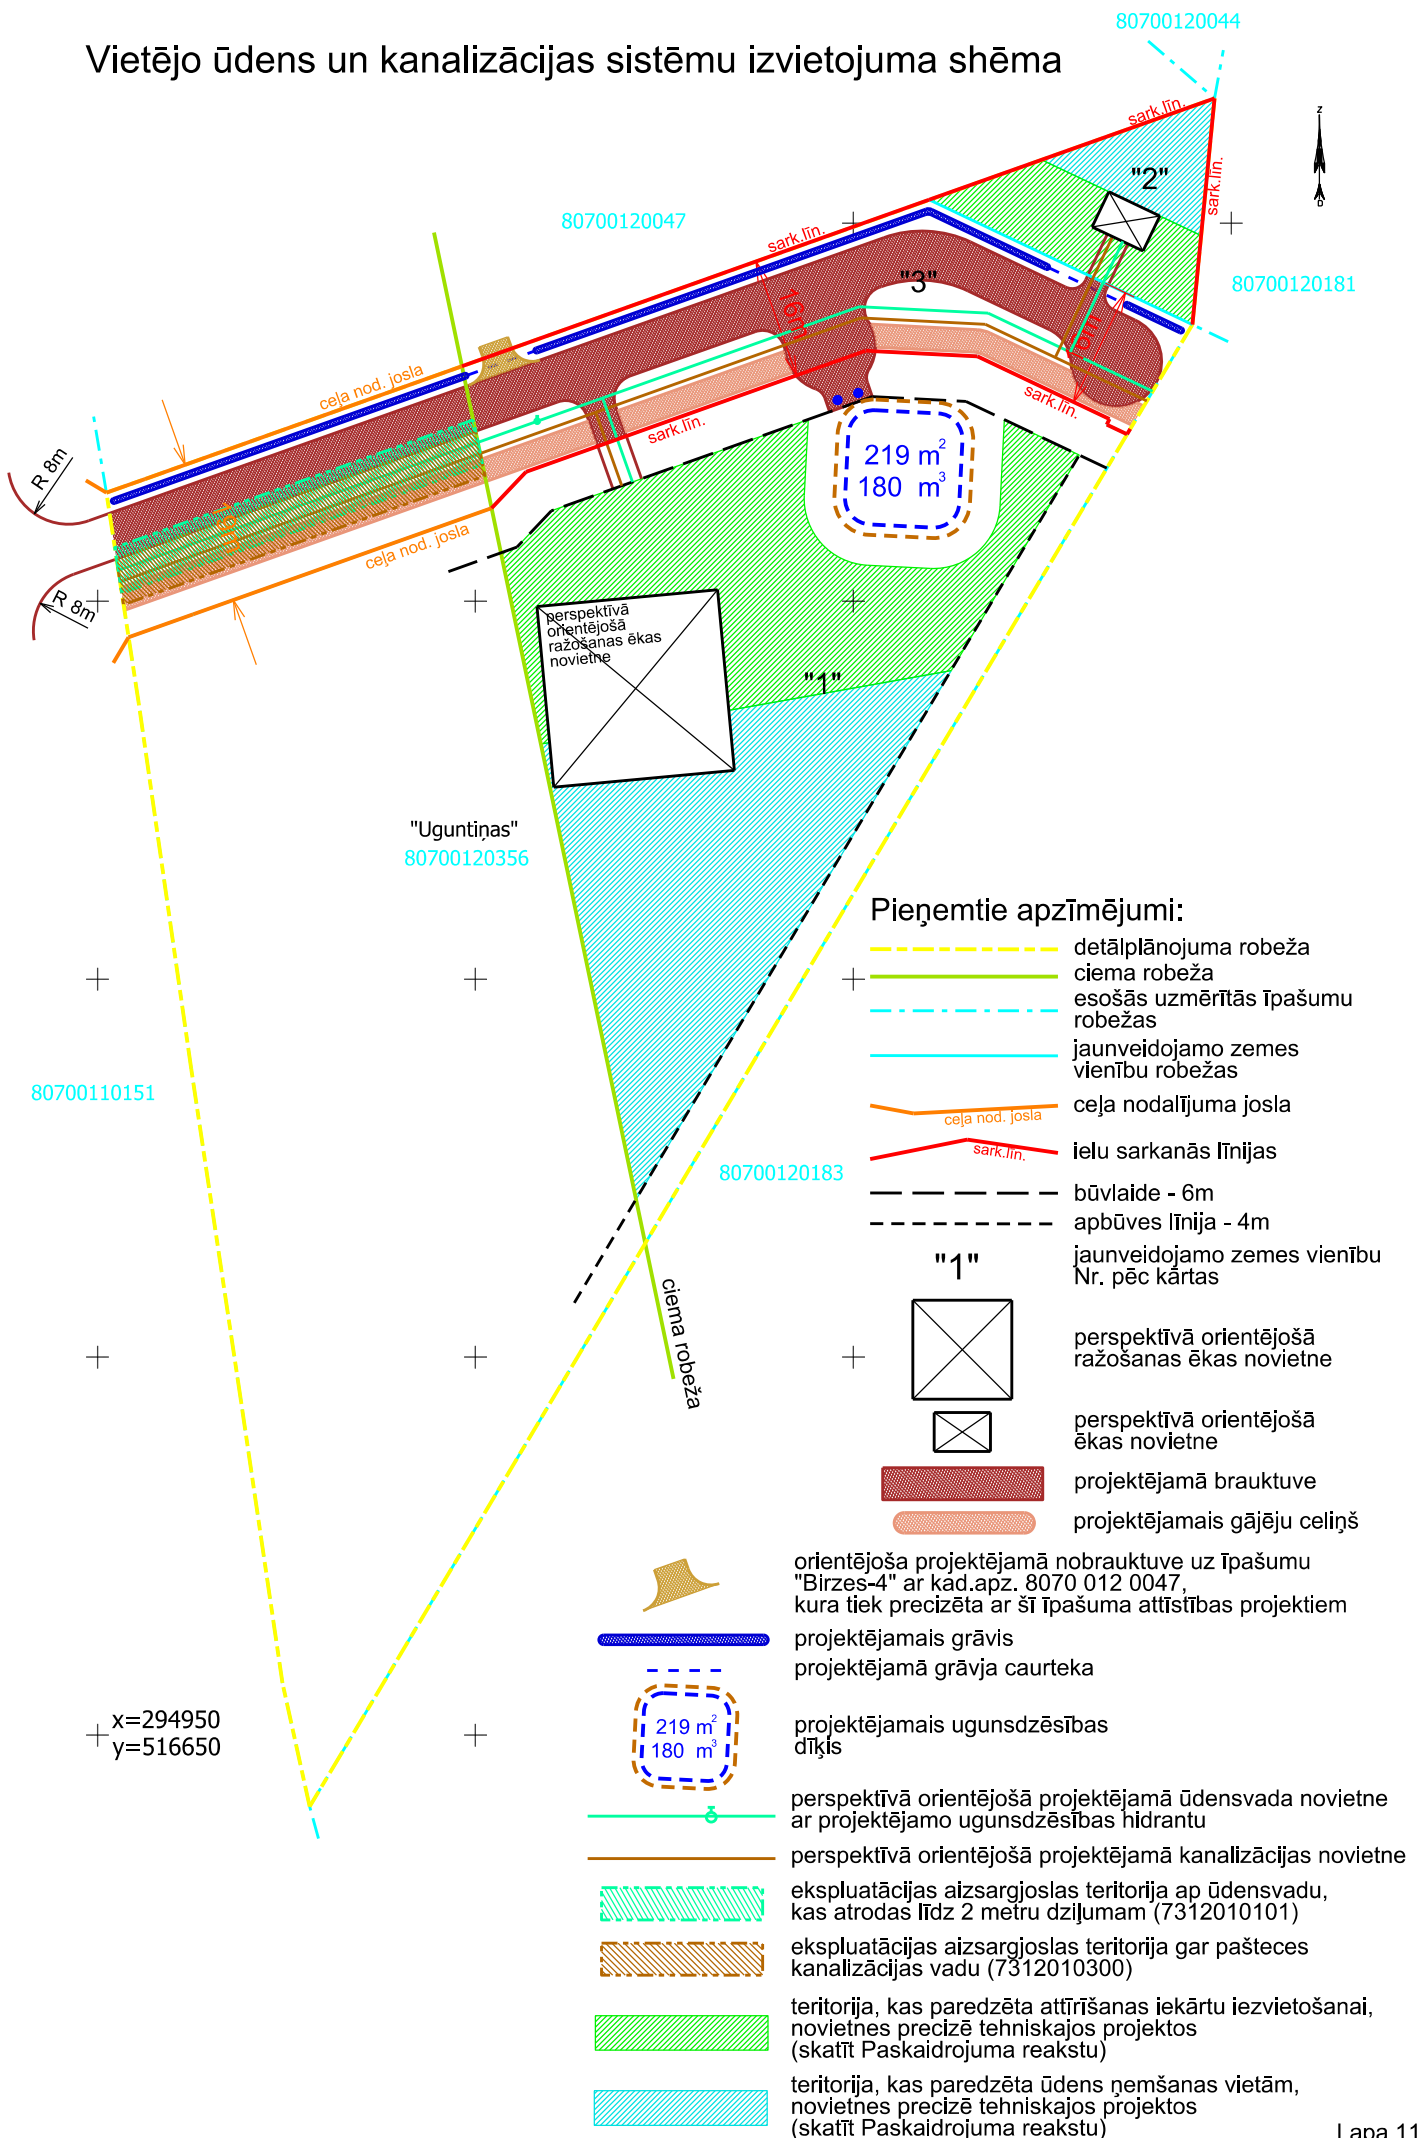 80700120044
Vietējo ūdens un kanalizācijas sistēmu izvietojuma shēma
sark.līn.
z
"2"
sark.līn.
80700120047
sark.līn.
80700120181
"3"
16m
ceļa nod. josla
sark.līn.
sark.līn.
R 8m
219 m²
180 m³
ceļa nod. josla
R 8m
perspektīvā
orientējošā
ražošanas ēkas
novietne
"1"
"Uguntiņas"
80700120356
80700110151
80700120183
ciema robeža
x=294950
y=516650
Pieņemtie apzīmējumi:
detālplānojuma robeža
ciema robeža
esošās uzmērītās īpašumu
robežas
jaunveidojamo zemes
vienību robežas
ceļa nod. josla
ceļa nodalījuma josla
sark.līn.
ielu sarkanās līnijas
būvlaide - 6m
apbūves līnija - 4m
"1"
jaunveidojamo zemes vienību
Nr. pēc kārtas
perspektīvā orientējošā
ražošanas ēkas novietne
perspektīvā orientējošā
ēkas novietne
projektējamā brauktuve
projektējamais gājēju celiņš
orientējoša projektējamā nobrauktuve uz īpašumu
"Birzes-4" ar kad.apz. 8070 012 0047,
kura tiek precizēta ar šī īpašuma attīstības projektiem
projektējamais grāvis
projektējamā grāvja caurteka
219 m²
180 m³
projektējamais ugunsdzēsības
dīķis
perspektīvā orientējošā projektējamā ūdensvada novietne
ar projektējamo ugunsdzēsības hidrantu
perspektīvā orientējošā projektējamā kanalizācijas novietne
ekspluatācijas aizsargjoslas teritorija ap ūdensvadu,
kas atrodas līdz 2 metru dziļumam (7312010101)
ekspluatācijas aizsargjoslas teritorija gar pašteces
kanalizācijas vadu (7312010300)
teritorija, kas paredzēta attīrīšanas iekārtu iezvietošanai,
novietnes precizē tehniskajos projektos
(skatīt Paskaidrojuma reakstu)
teritorija, kas paredzēta ūdens ņemšanas vietām,
novietnes precizē tehniskajos projektos
(skatīt Paskaidrojuma reakstu)
Lapa 11